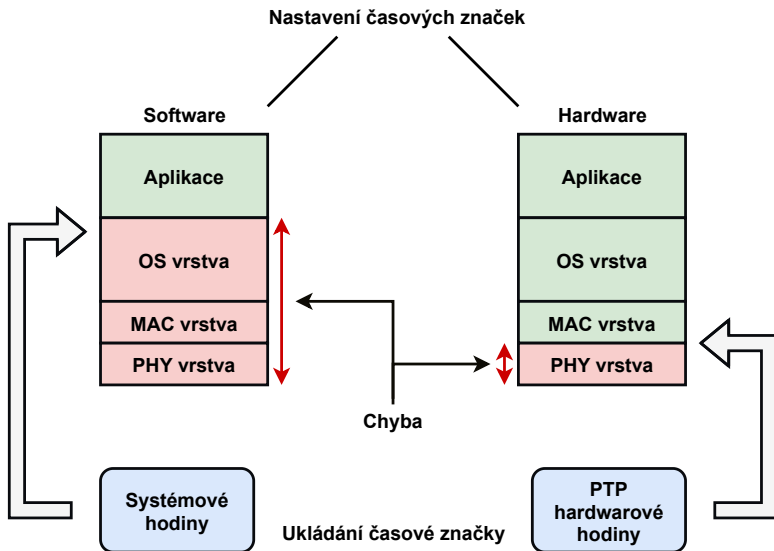 Nastavení časových značek
Software
Hardware
Aplikace
OS vrstva
MAC vrstva
PHY vrstva
Aplikace
OS vrstva
MAC vrstva
PHY vrstva
Chyba
Systémové
hodiny
Ukládání časové značky
PTP
hardwarové
hodiny